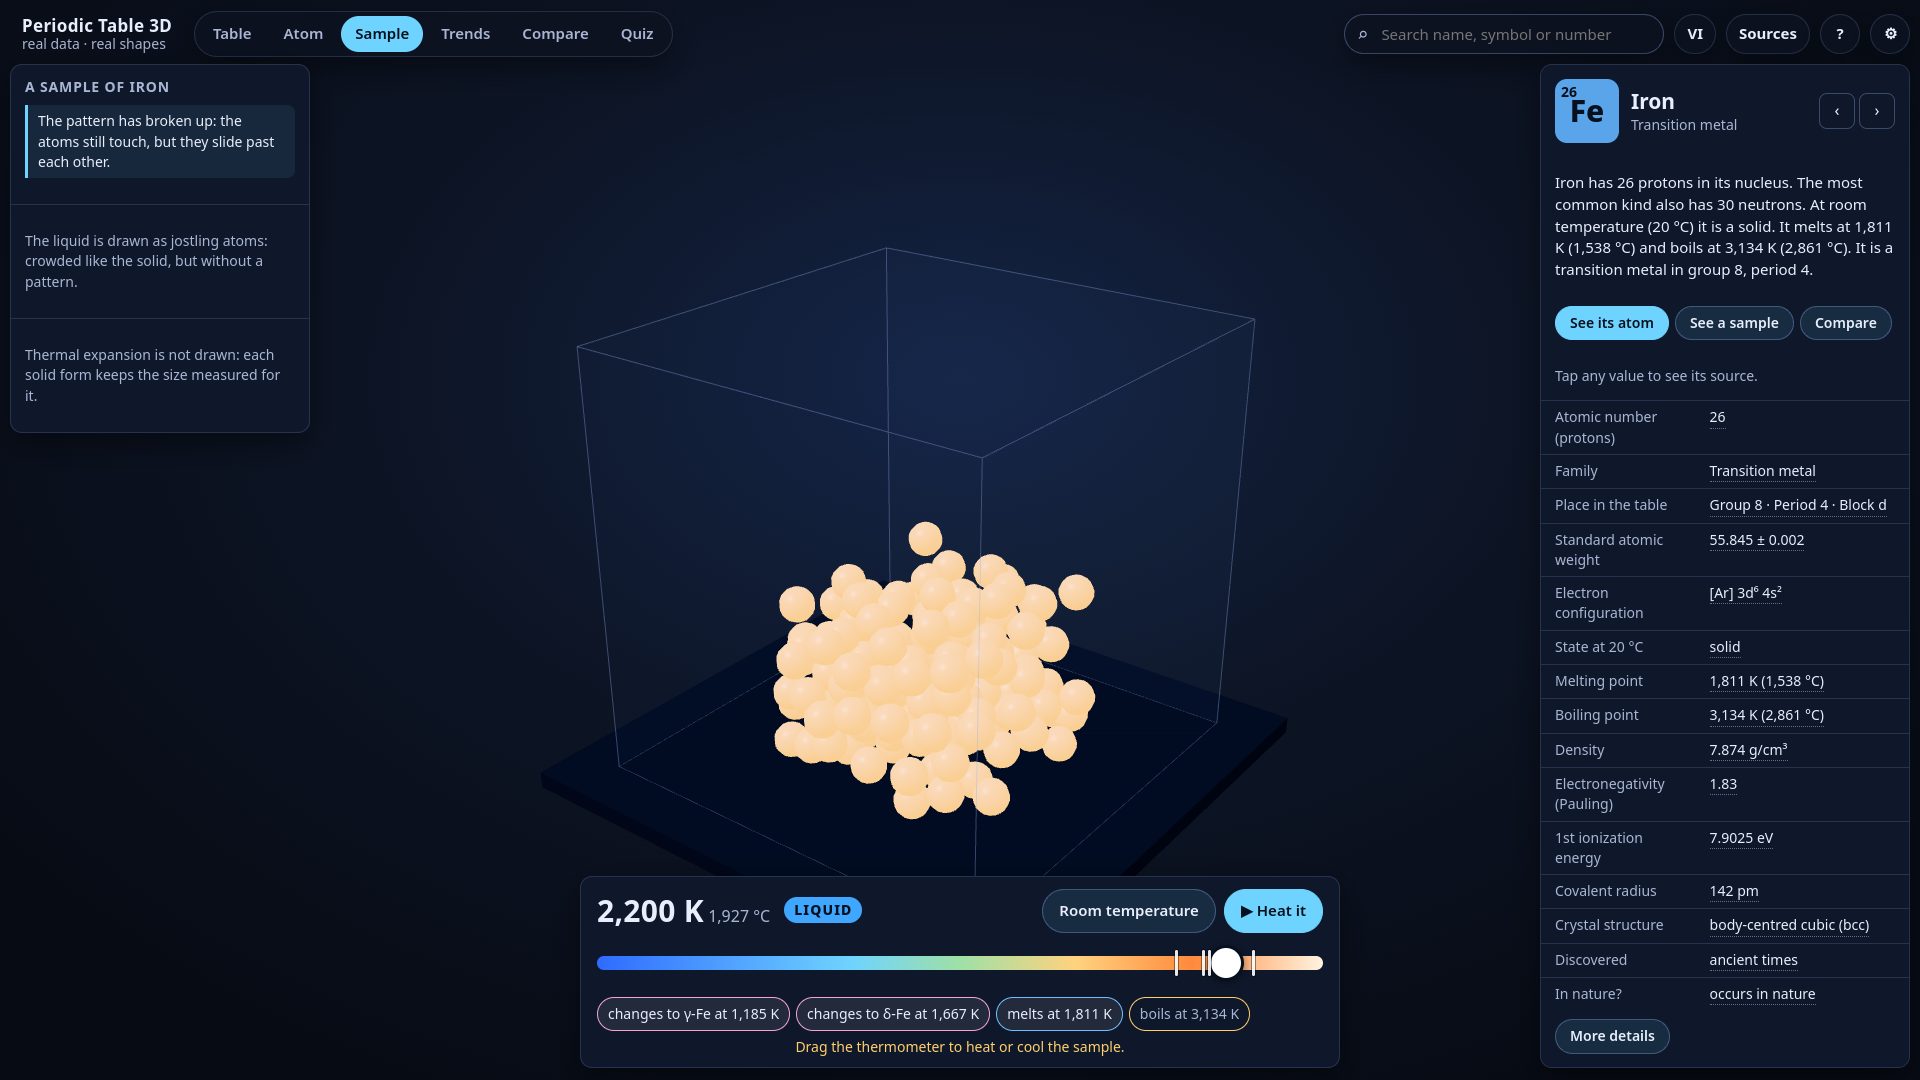 Periodic Table 3D
real data · real shapes
Table
Atom
Sample
Trends
Compare
Quiz
Search name, symbol or number
VI
Sources
?
A SAMPLE OF IRON
The pattern has broken up: the
atoms still touch, but they slide past
each other.
The liquid is drawn as jostling atoms:
crowded like the solid, but without a
pattern.
Thermal expansion is not drawn: each
solid form keeps the size measured for
it.
2,200 K 1,927 °C LIQUID
Room temperature
▶ Heat it
changes to γ-Fe at 1,185 K
changes to δ-Fe at 1,667 K
melts at 1,811 K
boils at 3,134 K
Drag the thermometer to heat or cool the sample.
26
Fe
Iron
Transition metal
‹
›
Iron has 26 protons in its nucleus. The most
common kind also has 30 neutrons. At room
temperature (20 °C) it is a solid. It melts at 1,811
K (1,538 °C) and boils at 3,134 K (2,861 °C). It is a
transition metal in group 8, period 4.
See its atom
See a sample
Compare
Tap any value to see its source.
Atomic number 26
(protons)
Family Transition metal
Place in the table Group 8 · Period 4 · Block d
Standard atomic 55.845 ± 0.002
weight
Electron [Ar] 3d⁶ 4s²
configuration
State at 20 °C solid
Melting point 1,811 K (1,538 °C)
Boiling point 3,134 K (2,861 °C)
Density 7.874 g/cm³
Electronegativity 1.83
(Pauling)
1st ionization 7.9025 eV
energy
Covalent radius 142 pm
Crystal structure body-centred cubic (bcc)
Discovered ancient times
In nature? occurs in nature
More details